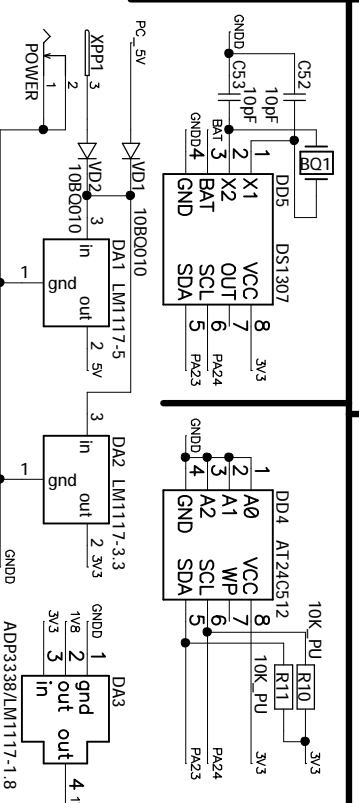 GNDD
C53
10pF
C52
10pF
BQ1
GNDD
BAT
4
3
2
1
DD5
DS1307
X1
X2
BAT
GND
VCC
OUT
SCL
SDA
8
7
6
5
3V3
PA24
PA23
PC_5V
XPP1
3
POWER
1
2
VD1
10BQ010
VD2
10BQ010
3
DA1
LM1117-5
in
gnd
out
1
2
5V
3
DA2
LM1117-3.3
in
gnd
out
1
2
3V3
GNDD
GNDD
4
3
2
1
DD4
AT24C512
A0
A1
A2
GND
VCC
WP
SCL
SDA
8
7
6
5
10K_PU
R10
10K_PU
R11
3V3
3V3
PA24
PA23
GNDD
1V8
3V3
1
2
3
DA3
gnd
out
in
out
4
ADP3338/LM1117-1.8